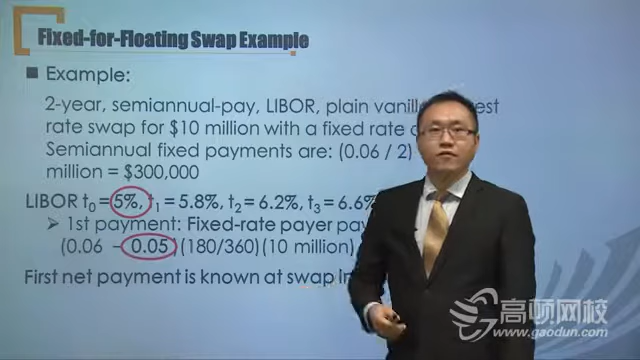 Fixed-for-Floating Swap Example
Example:
2-year, semiannual-pay, LIBOR, plain vanill est
rate swap for $10 million with a fixed rate
Semiannual fixed payments are: (0.06 / 2)
million = $300,000
LIBOR t0 = 5%, t1 = 5.8%, t2 = 6.2%, t3 = 6.6%
1st payment: Fixed-rate payer pay
(0.06 − 0.05)(180/360)(10 million)
First net payment is known at swap
高顿网校
www.gaodun.com